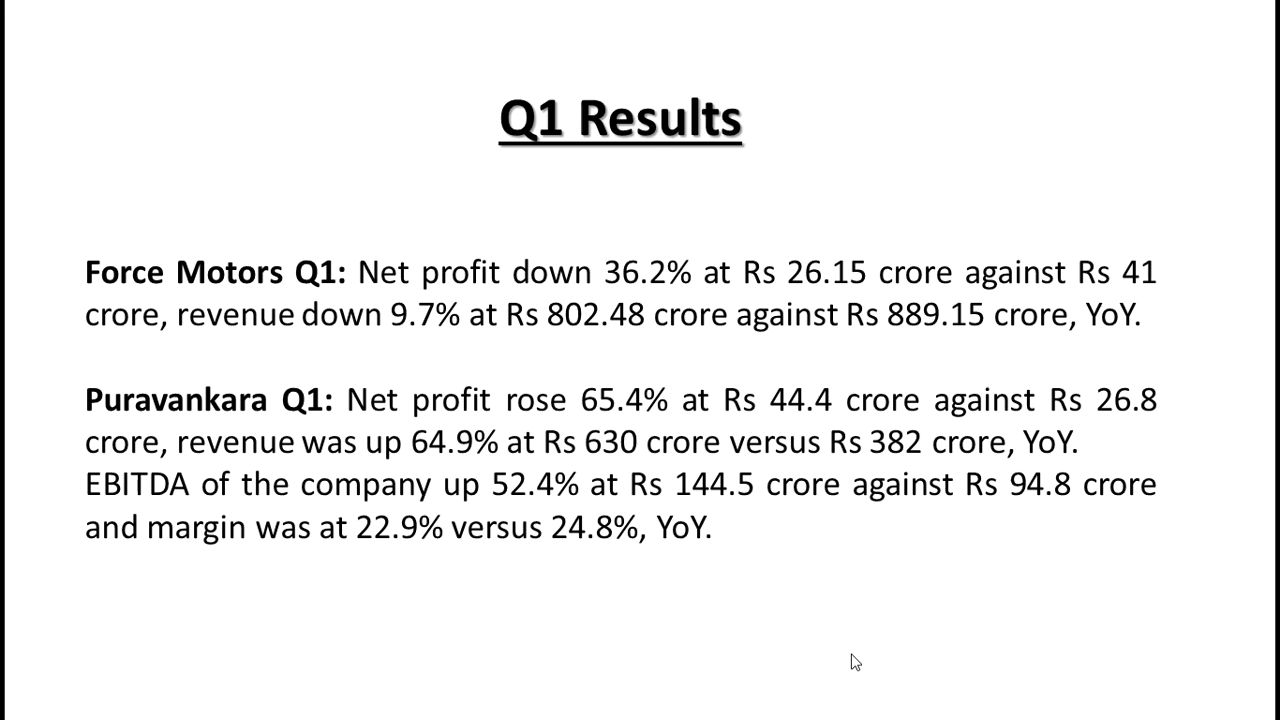 Q1 Results
Force Motors Q1: Net profit down 36.2% at Rs 26.15 crore against Rs 41
crore, revenue down 9.7% at Rs 802.48 crore against Rs 889.15 crore, YoY.
Puravankara Q1: Net profit rose 65.4% at Rs 44.4 crore against Rs 26.8
crore, revenue was up 64.9% at Rs 630 crore versus Rs 382 crore, YoY.
EBITDA of the company up 52.4% at Rs 144.5 crore against Rs 94.8 crore
and margin was at 22.9% versus 24.8%, YoY.